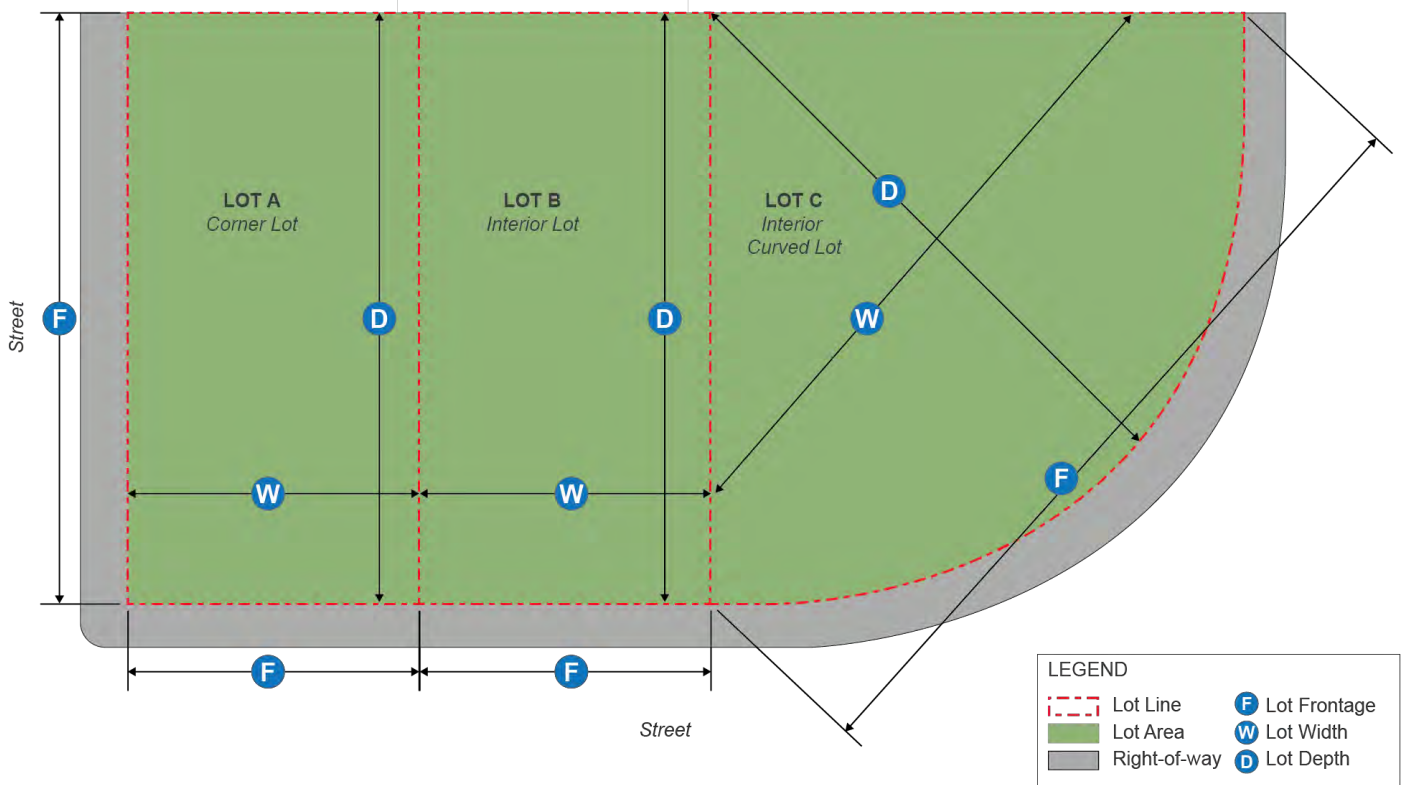 LOT A
Corner Lot
LOT B
Interior Lot
LOT C
Interior
Curved Lot
D
Street
F
D
D
W
W
W
F
F
F
Street
LEGEND
Lot Line
Lot Area
Right-of-way
F Lot Frontage
W Lot Width
D Lot Depth